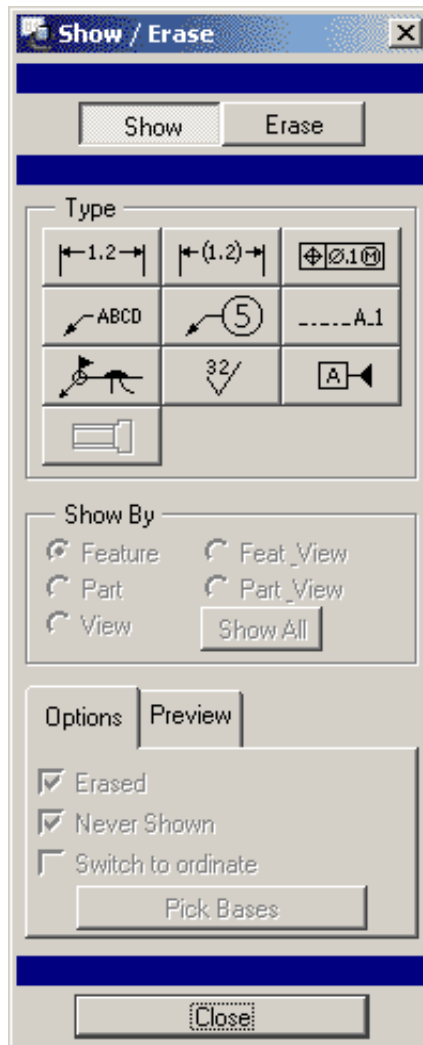 Show / Erase
Show Erase
Type
1.2 (1.2) Ø.1Ⓜ
ABCD 5 A_1
32/ A
Show By
Feature Feat_View
Part Part_View
View Show All
Options Preview
Erased
Never Shown
Switch to ordinate
Pick Bases
Close